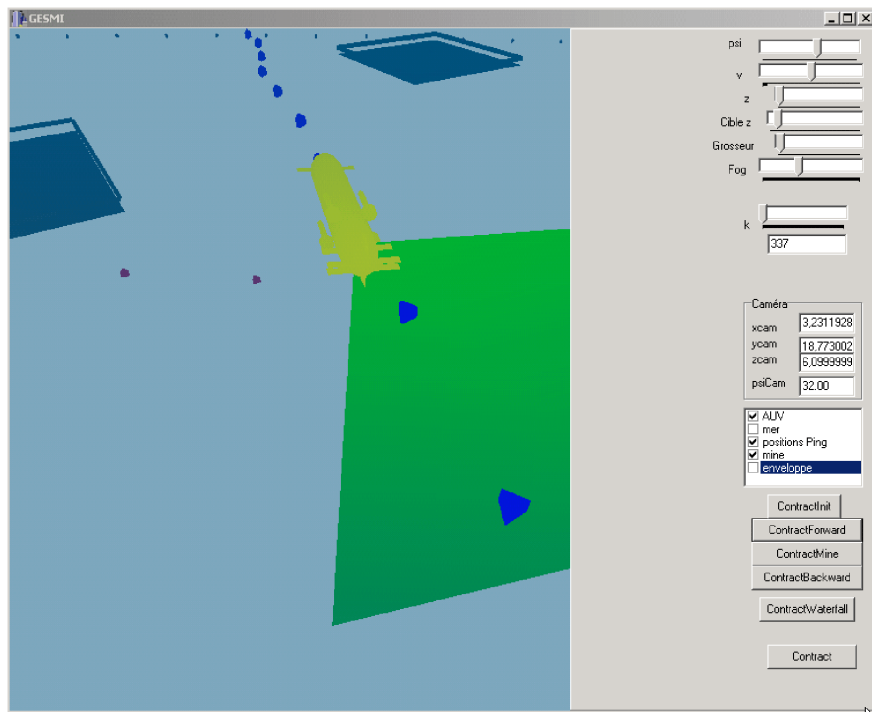 GESMI
psi
v
z
Cible z
Grosseur
Fog
k
337
Caméra
xcam 3,2311928
ycam 18,773002
zcam 6,0999999
psiCam 32.00
AUV
mer
positions Ping
mine
enveloppe
ContractInit
ContractForward
ContractMine
ContractBackward
ContractWaterfall
Contract